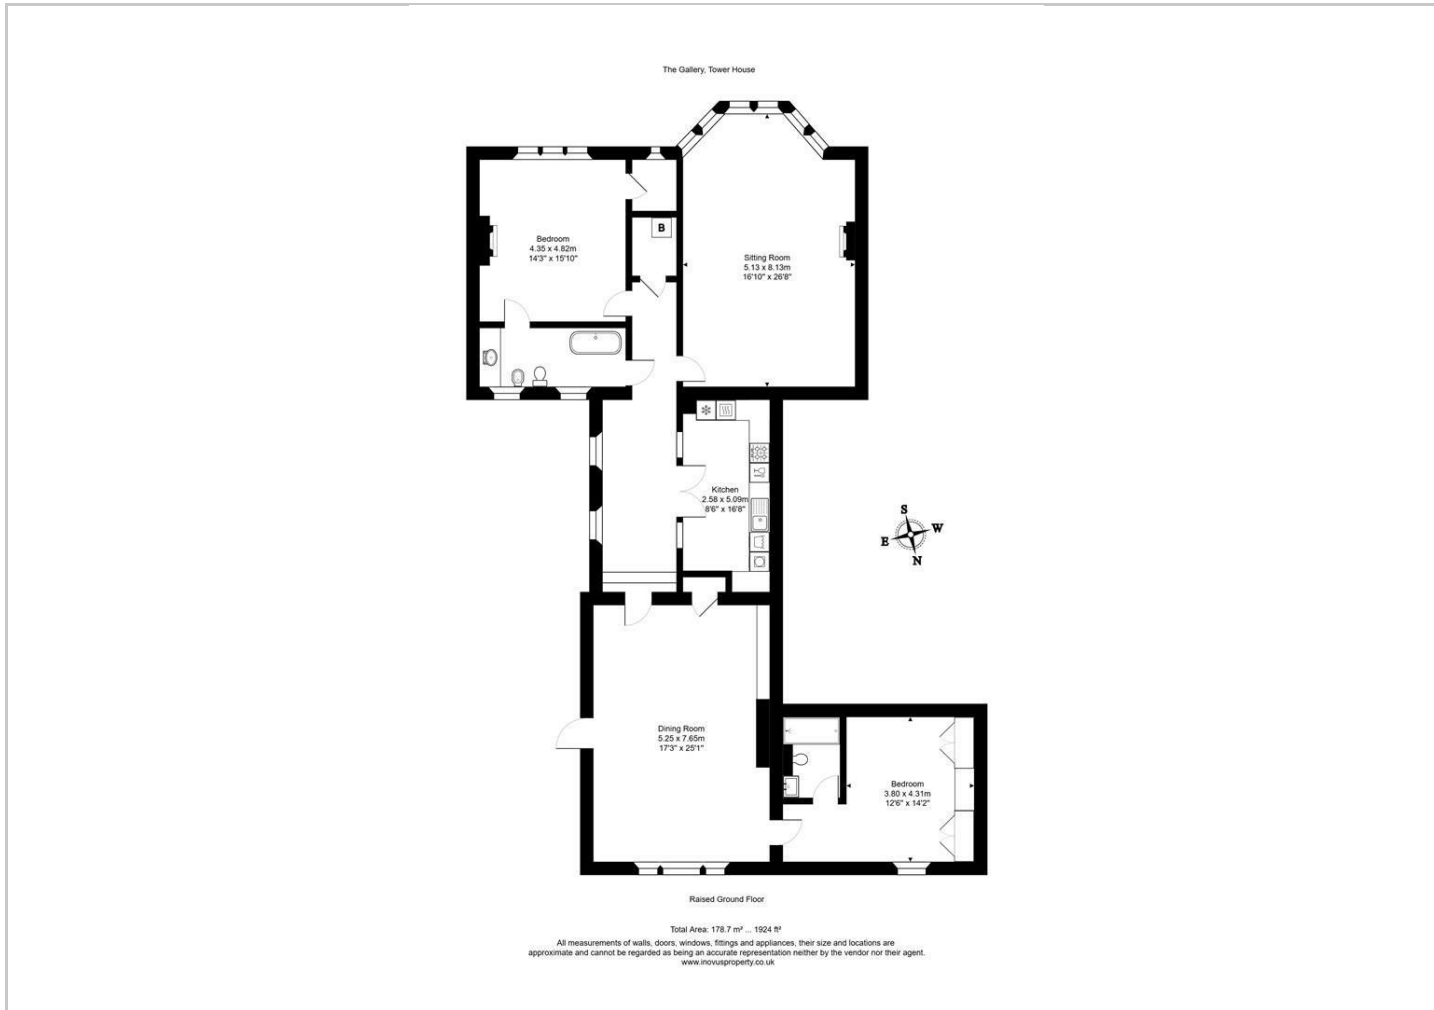 The Gallery, Tower House
B
Bedroom
4.35 x 4.82m
14'3" x 15'10"
Sitting Room
5.13 x 8.13m
16'10" x 26'8"
Kitchen
2.58 x 5.09m
8'6" x 16'8"
S
W
E
N
Dining Room
5.25 x 7.65m
17'3" x 25'1"
Bedroom
3.80 x 4.31m
12'6" x 14'2"
Raised Ground Floor
Total Area: 178.7 m² ... 1924 ft²
All measurements of walls, doors, windows, fittings and appliances, their size and locations are
approximate and cannot be regarded as being an accurate representation neither by the vendor nor their agent.
www.inovusproperty.co.uk